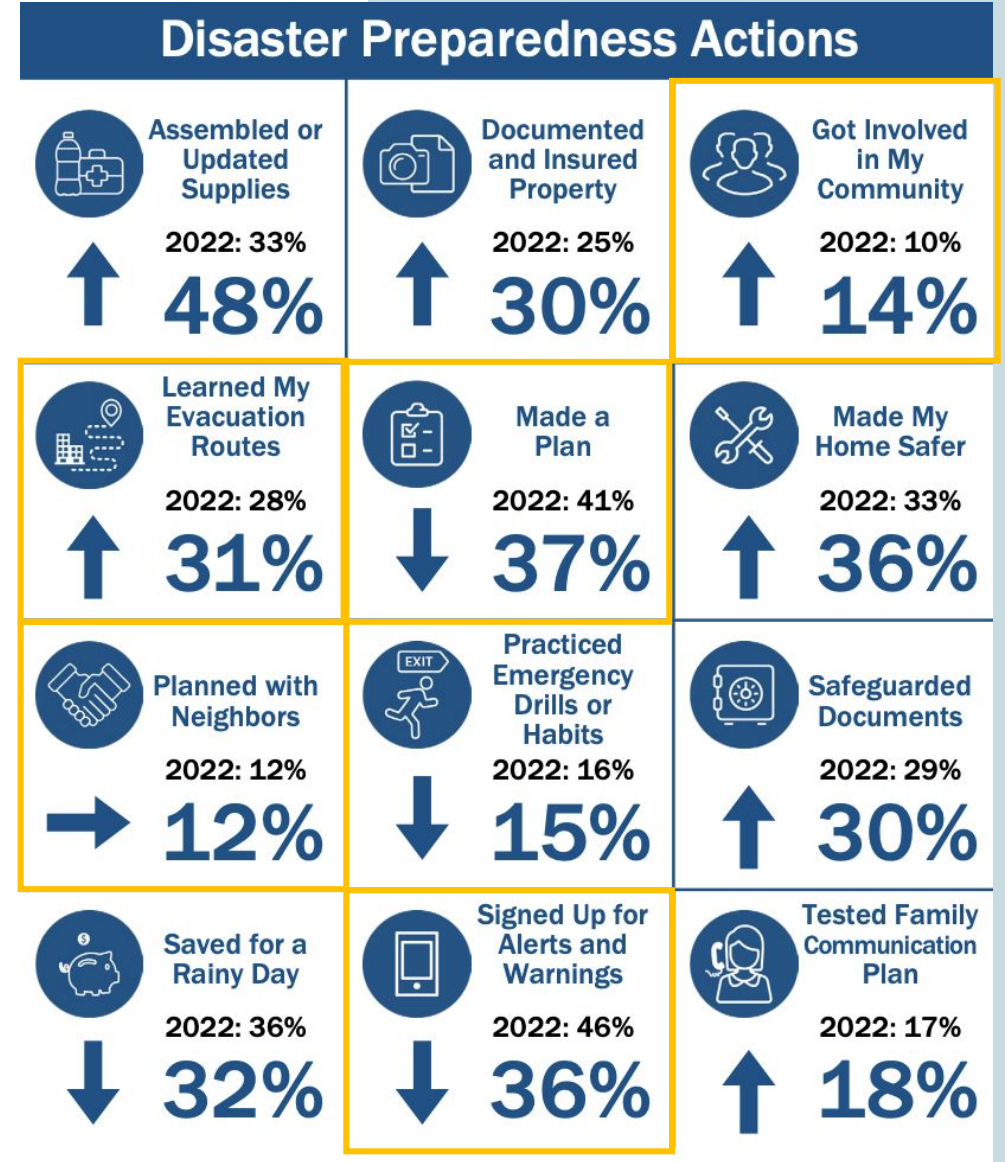 Disaster Preparedness Actions
Assembled or
Updated
Supplies
2022: 33%
48%
Documented
and Insured
Property
2022: 25%
30%
Got Involved
in My
Community
2022: 10%
14%
Learned My
Evacuation
Routes
2022: 28%
31%
Made a
Plan
2022: 41%
37%
Made My
Home Safer
2022: 33%
36%
Planned with
Neighbors
2022: 12%
12%
EXIT
Practiced
Emergency
Drills or
Habits
2022: 16%
15%
Safeguarded
Documents
2022: 29%
30%
$
Saved for a
Rainy Day
2022: 36%
32%
Signed Up for
Alerts and
Warnings
2022: 46%
36%
Tested Family
Communication
Plan
2022: 17%
18%